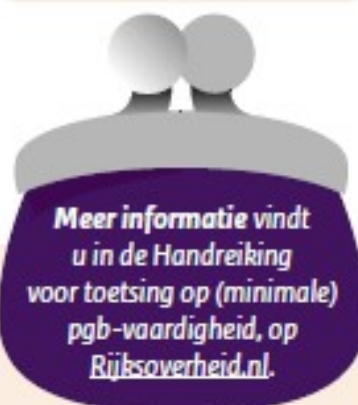 Meer informatie vindt
u in de Handreiking
voor toetsing op (minimale)
pgb-vaardigheid, op
Rijksoverheid.nl.